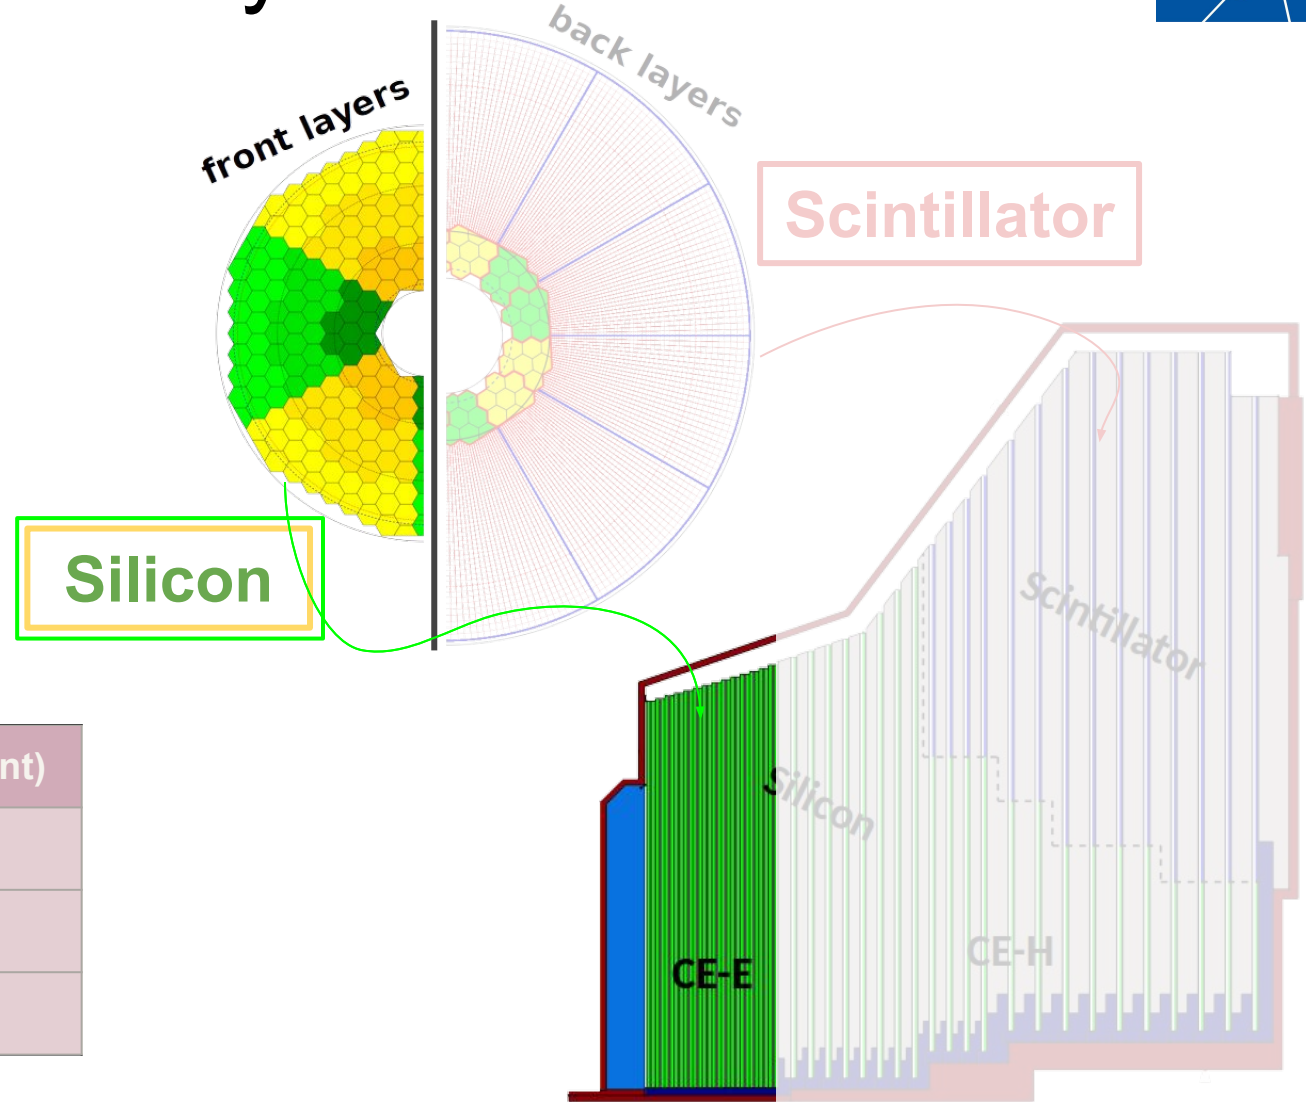 front layers
back layers
Scintillator
Silicon
Scintillator
Silicon
CE-E
CE-H
nt)